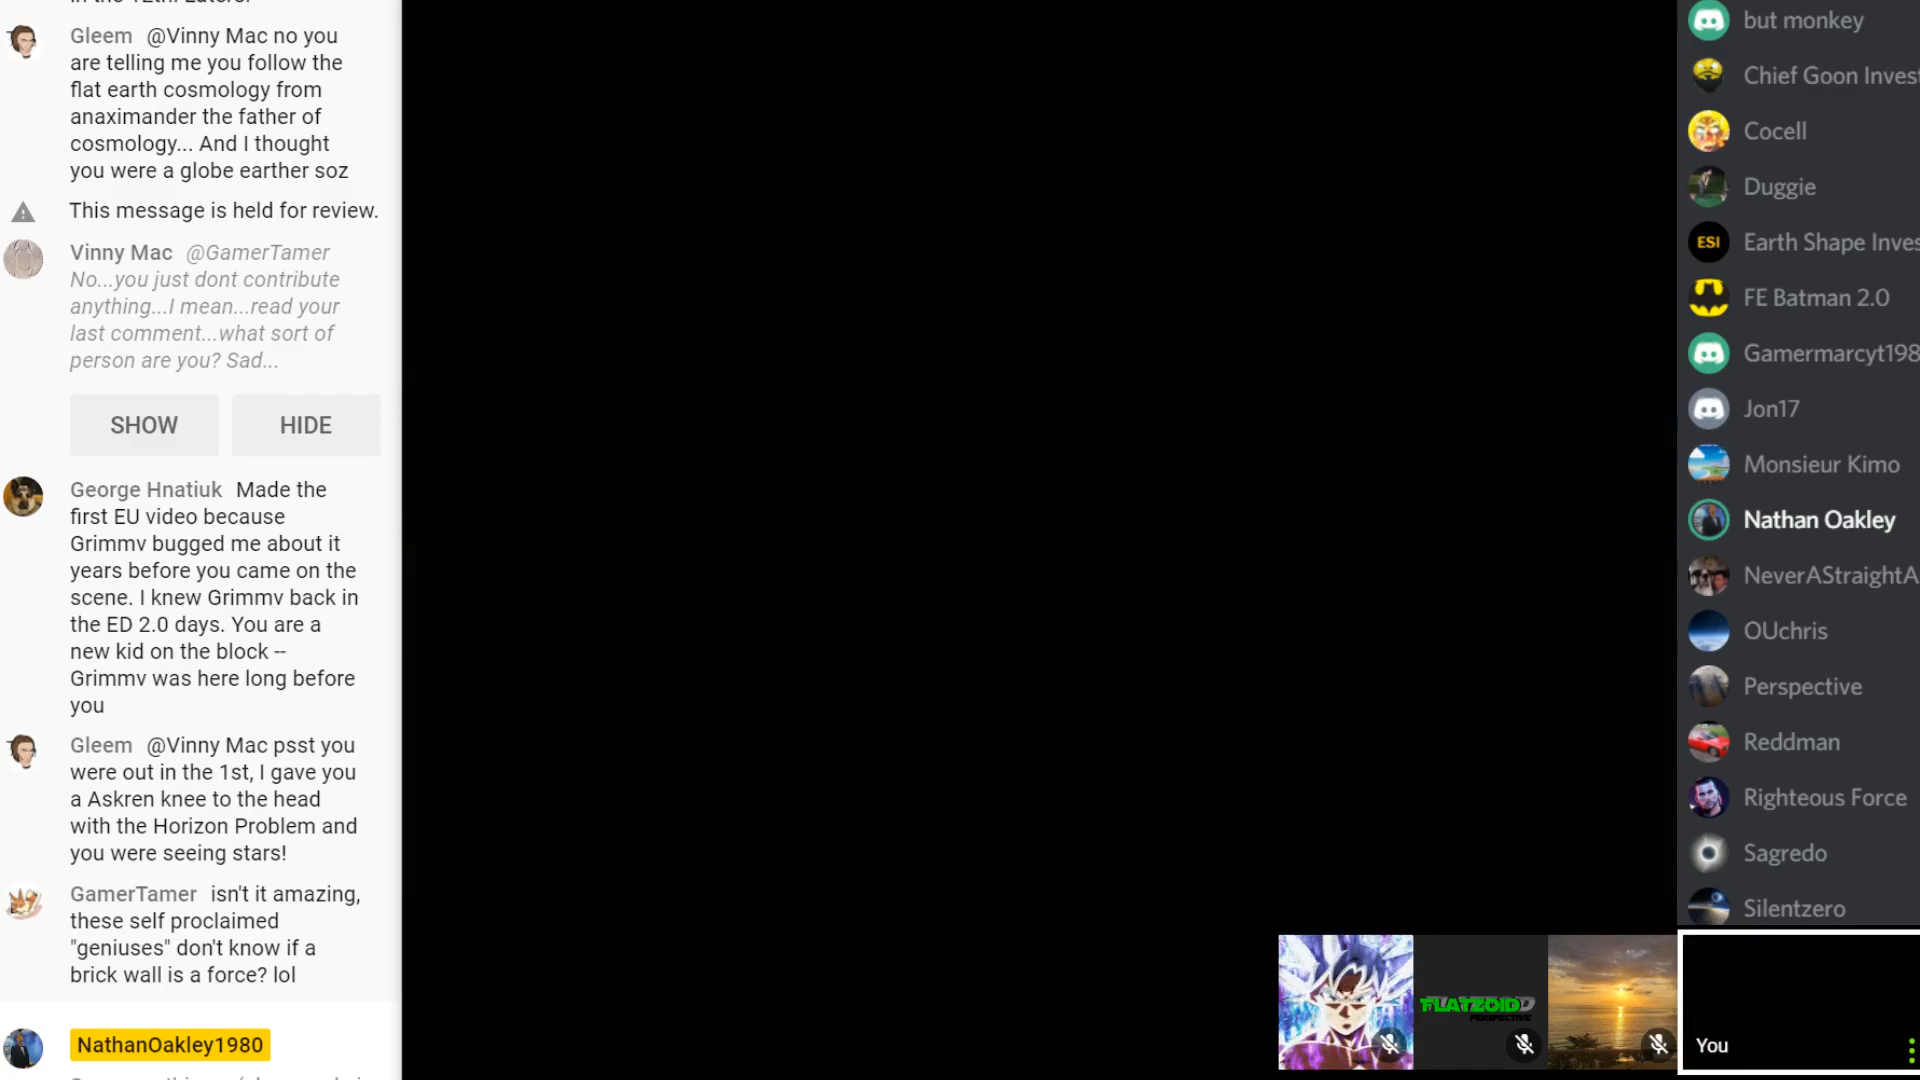 Gleem @Vinny Mac no you
are telling me you follow the
flat earth cosmology from
anaximander the father of
cosmology... And I thought
you were a globe earther soz
This message is held for review.
Vinny Mac @GamerTamer
No...you just dont contribute
anything...I mean...read your
last comment...what sort of
person are you? Sad...
SHOW
HIDE
George Hnatiuk Made the
first EU video because
Grimmv bugged me about it
years before you came on the
scene. I knew Grimmv back in
the ED 2.0 days. You are a
new kid on the block --
Grimmv was here long before
you
Gleem @Vinny Mac psst you
were out in the 1st, I gave you
a Askren knee to the head
with the Horizon Problem and
you were seeing stars!
GamerTamer isn't it amazing,
these self proclaimed
"geniuses" don't know if a
brick wall is a force? lol
NathanOakley1980
but monkey
Chief Goon Invest
Cocell
Duggie
ESI
Earth Shape Inves
FE Batman 2.0
Gamermarcyt198
Jon17
Monsieur Kimo
Nathan Oakley
NeverAStraightA
OUchris
Perspective
Reddman
Righteous Force
Sagredo
Silentzero
FLATZOID
PERSPECTIVE
You